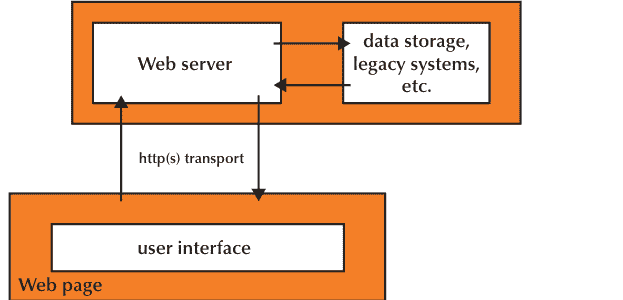 Web server
data storage,
legacy systems,
etc.
http(s) transport
user interface
Web page